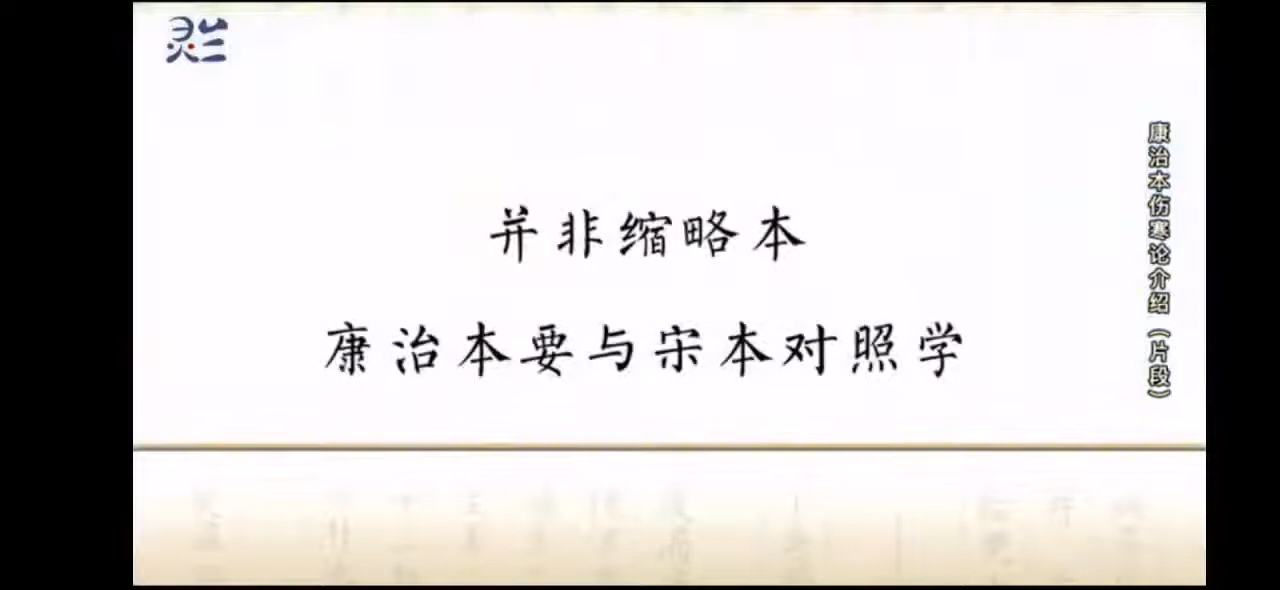 灵兰
并非缩略本
康治本要与宋本对照学
康治本伤寒论介绍（片段）